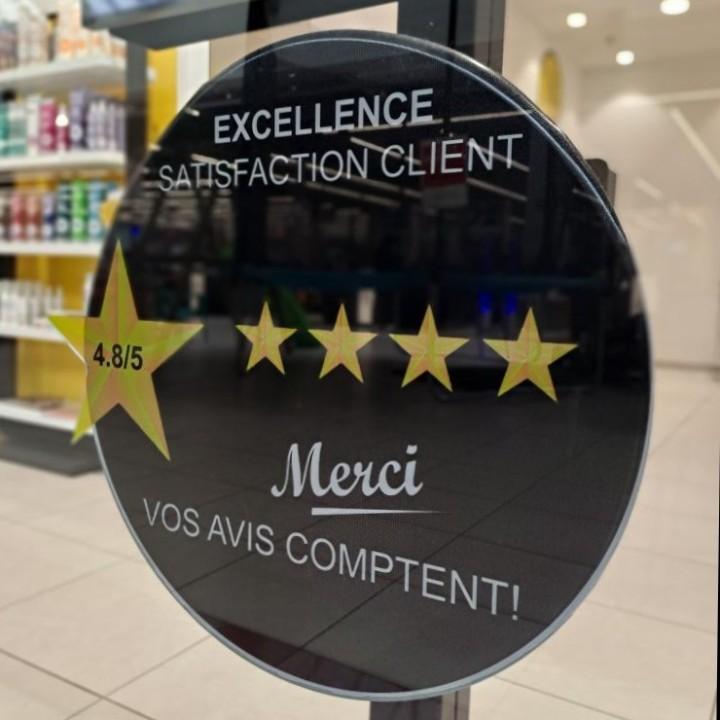 EXCELLENCE
SATISFACTION CLIENT
4.8/5
Merci
VOS AVIS COMPTENT!